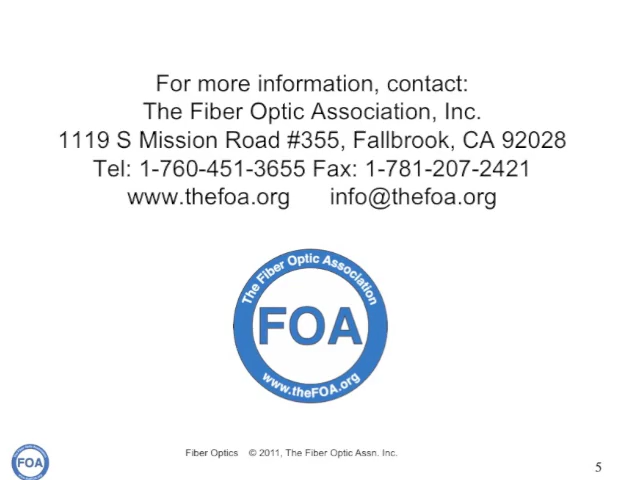 For more information, contact:
The Fiber Optic Association, Inc.
1119 S Mission Road #355, Fallbrook, CA 92028
Tel: 1-760-451-3655 Fax: 1-781-207-2421
www.thefoa.org info@thefoa.org
The Fiber Optic Association
FOA
www.theFOA.org
FOA
Fiber Optics © 2011, The Fiber Optic Assn. Inc.
5